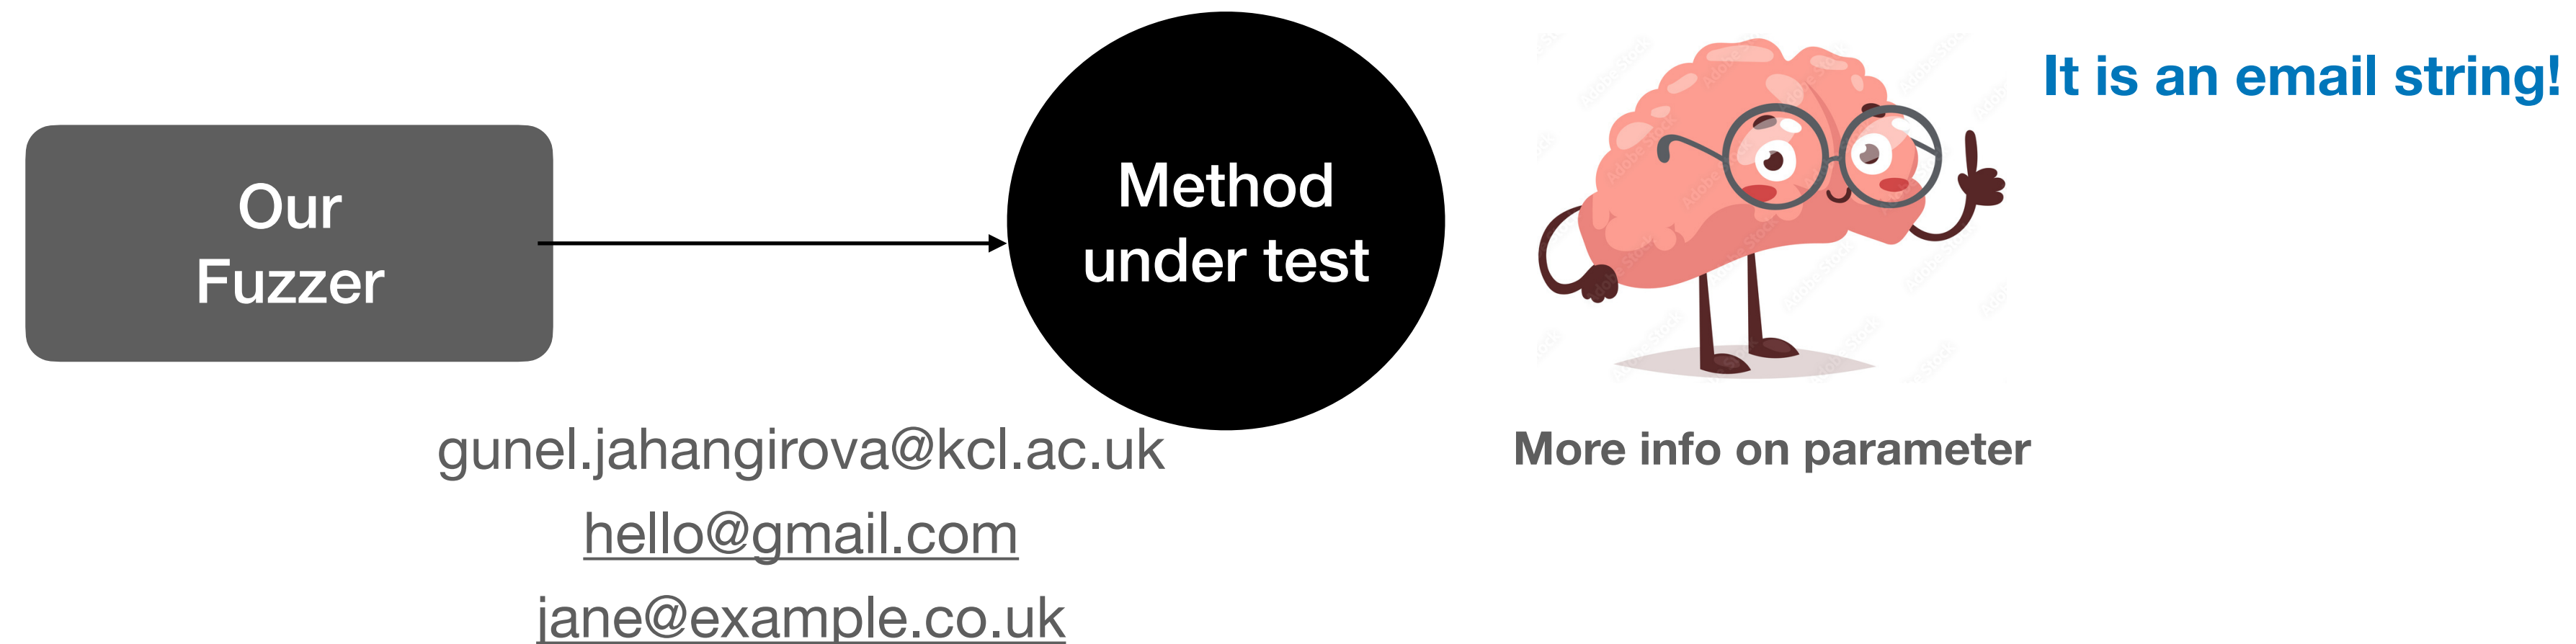 It is an email string!
Our
Fuzzer
Method
under test
gunel.jahangirova@kcl.ac.uk
hello@gmail.com
jane@example.co.uk
More info on parameter